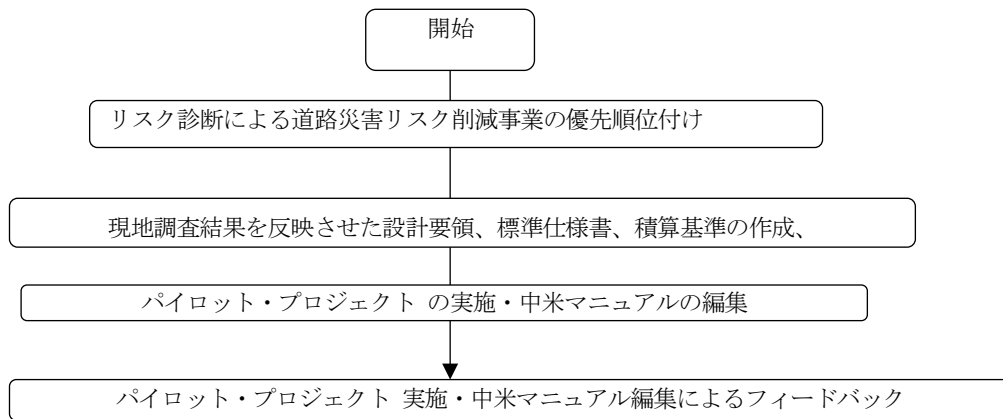 開始
リスク診断による道路災害リスク削減事業の優先順位付け
現地調査結果を反映させた設計要領、標準仕様書、積算基準の作成、
パイロット・プロジェクト の実施・中米マニュアルの編集
パイロット・プロジェクト 実施・中米マニュアル編集によるフィードバック